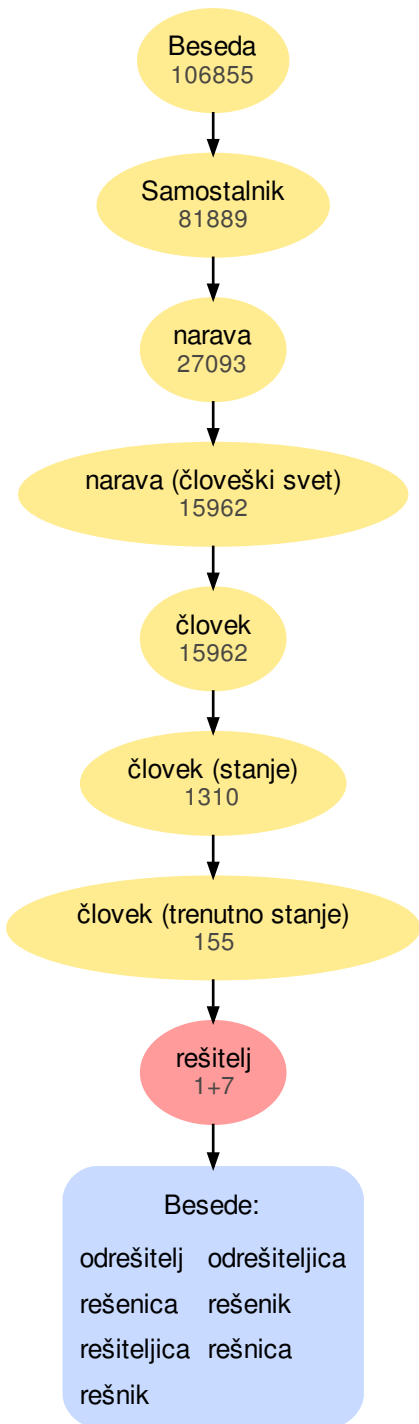 Beseda
106855
Samostalnik
81889
narava
27093
narava (človeški svet)
15962
človek
15962
človek (stanje)
1310
človek (trenutno stanje)
155
rešitelj
1+7
Besede:
odrešitelj odrešiteljica
rešenica rešenik
rešiteljica rešnica
rešnik